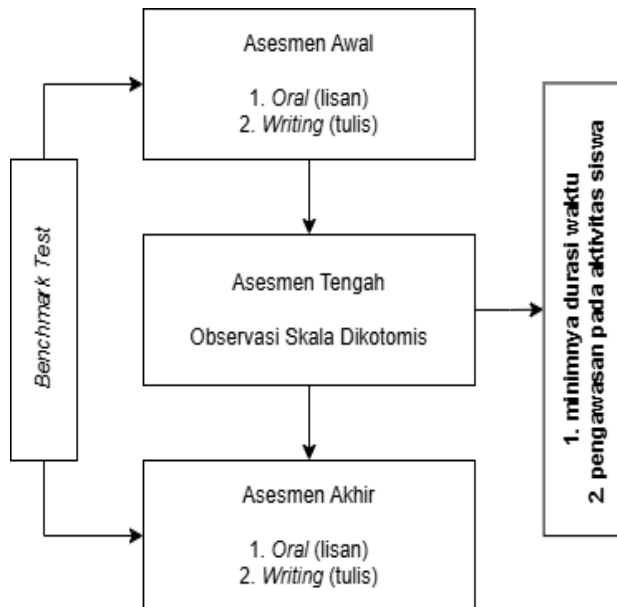 Asesmen Awal
1. Oral (lisan)
2. Writing (tulis)
Benchmark Test
Asesmen Tengah
Observasi Skala Dikotomis
1. minimnya durasi waktu
2. pengawasan pada aktivitas siswa
Asesmen Akhir
1. Oral (lisan)
2. Writing (tulis)